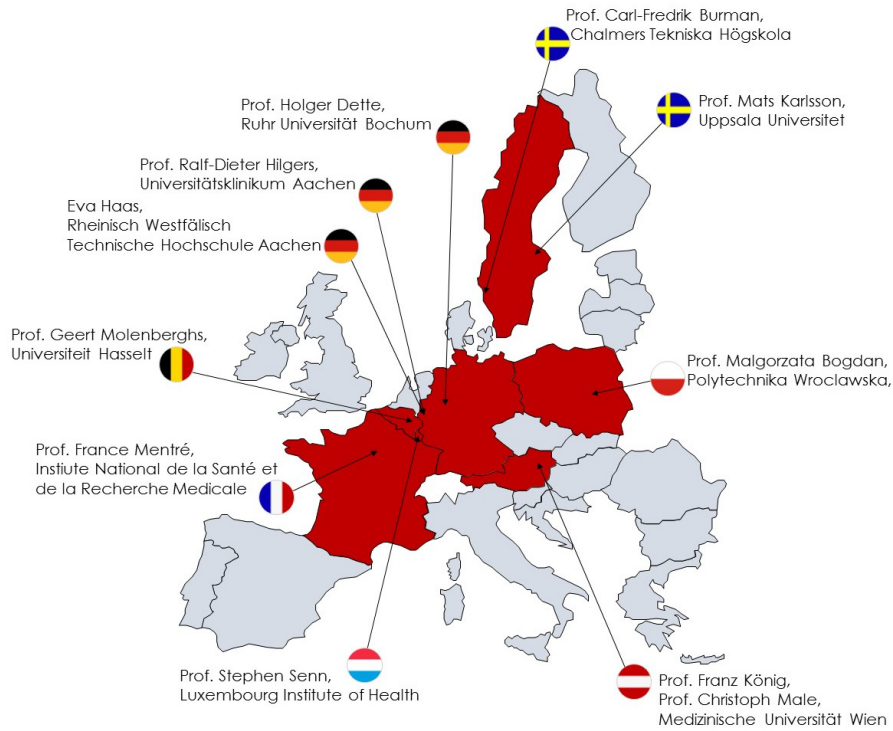 Prof. Carl-Fredrik Burman,
Chalmers Tekniska Högskola
Prof. Mats Karlsson,
Uppsala Universitet
Prof. Holger Dette,
Ruhr Universität Bochum
Prof. Ralf-Dieter Hilgers,
Universitätsklinikum Aachen
Eva Haas,
Rheinisch Westfälisch
Technische Hochschule Aachen
Prof. Geert Molenberghs,
Universiteit Hasselt
Prof. Malgorzata Bogdan,
Polytechnika Wroclawska,
Prof. France Mentré,
Instiute National de la Santé et
de la Recherche Medicale
Prof. Stephen Senn,
Luxembourg Institute of Health
Prof. Franz König,
Prof. Christoph Male,
Medizinische Universität Wien